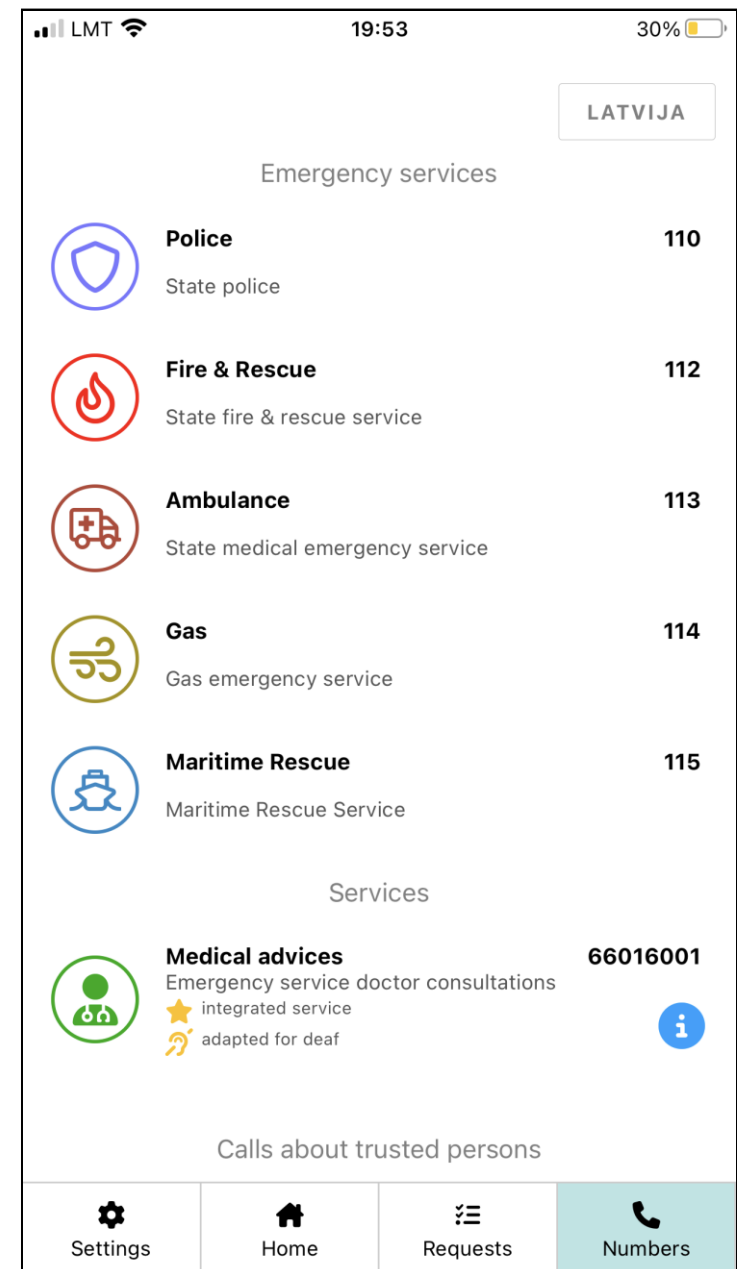 LMT 19:53 30%
LATVIJA
Emergency services
Police 110
State police
Fire & Rescue 112
State fire & rescue service
Ambulance 113
State medical emergency service
Gas 114
Gas emergency service
Maritime Rescue 115
Maritime Rescue Service
Services
Medical advices 66016001
Emergency service doctor consultations
integrated service
adapted for deaf
Calls about trusted persons
Settings Home Requests Numbers